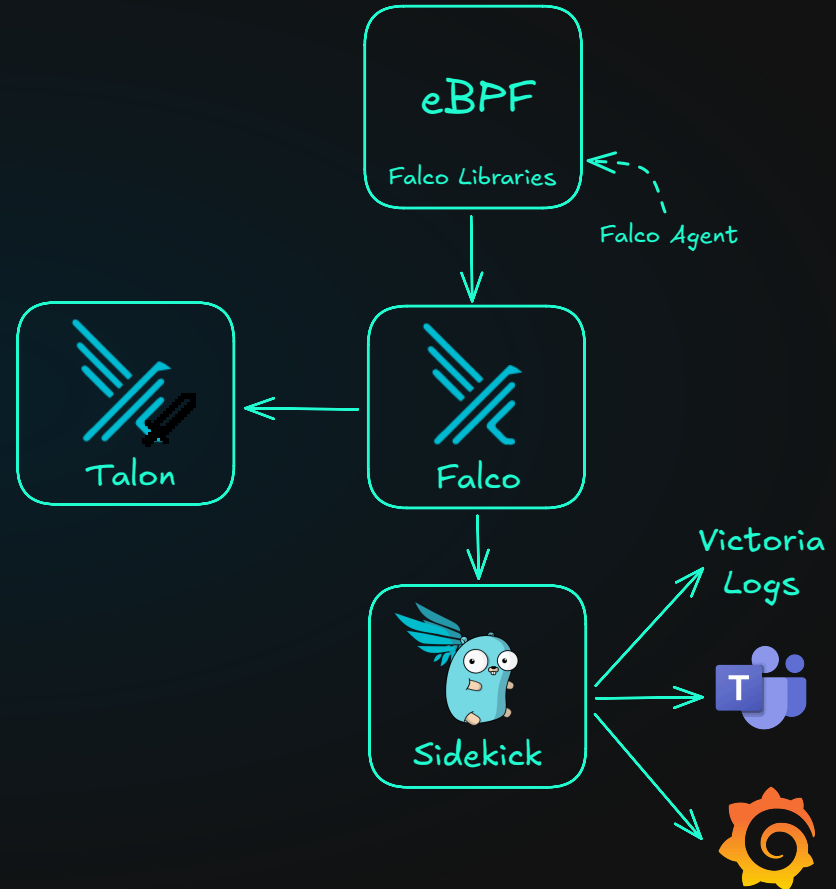 eBPF
Falco Libraries
Falco Agent
Talon
Falco
Victoria
Logs
T
Sidekick